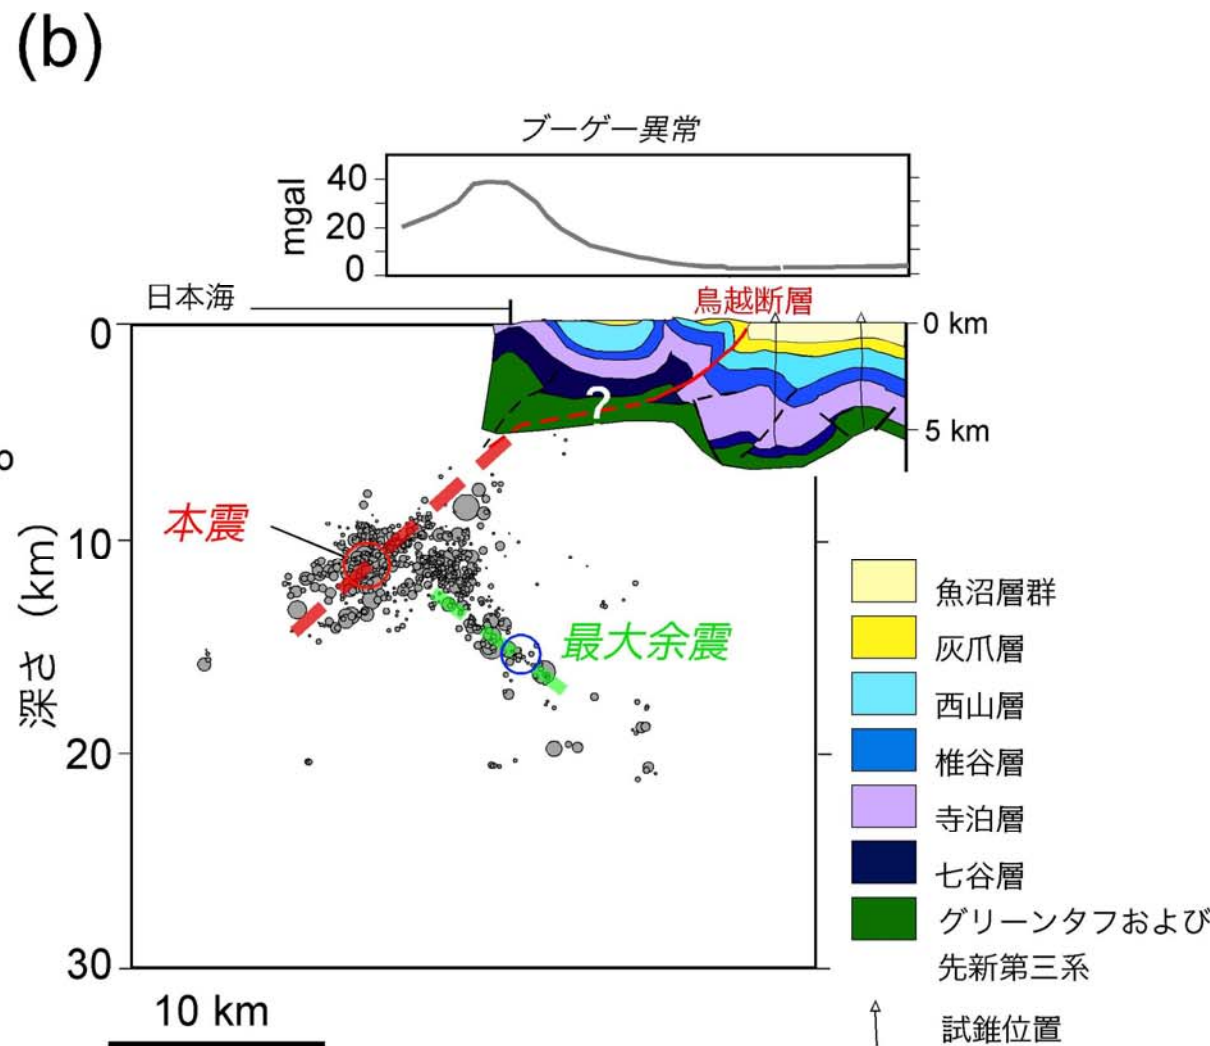 (b)
ブーゲー異常
mgal
40
20
0
日本海
鳥越断層
0
0 km
?
5 km
本震
10
深さ (km)
最大余震
20
30
10 km
魚沼層群
灰爪層
西山層
椎谷層
寺泊層
七谷層
グリーンタフおよび
先新第三系
試錐位置